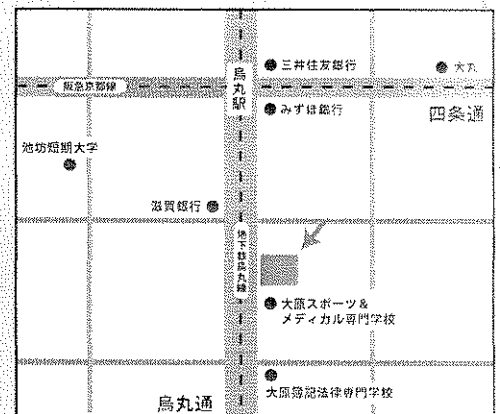 三井住友銀行
大丸
烏丸駅
阪急京都線
みずほ銀行
四条通
池坊短期大学
滋賀銀行
地下鉄烏丸線
大原スポーツ&
メディカル専門学校
大原簿記法律専門学校
烏丸通